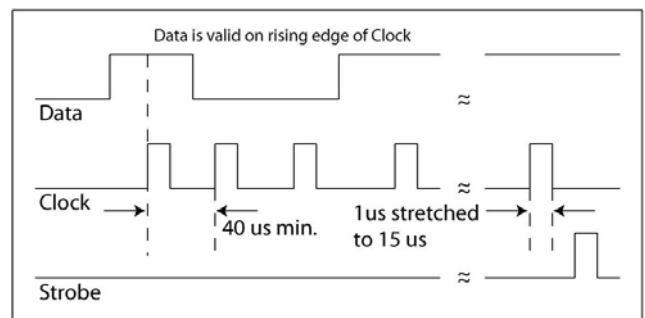 Data is valid on rising edge of Clock
Data
Clock
40 us min.
1us stretched
to 15 us
Strobe